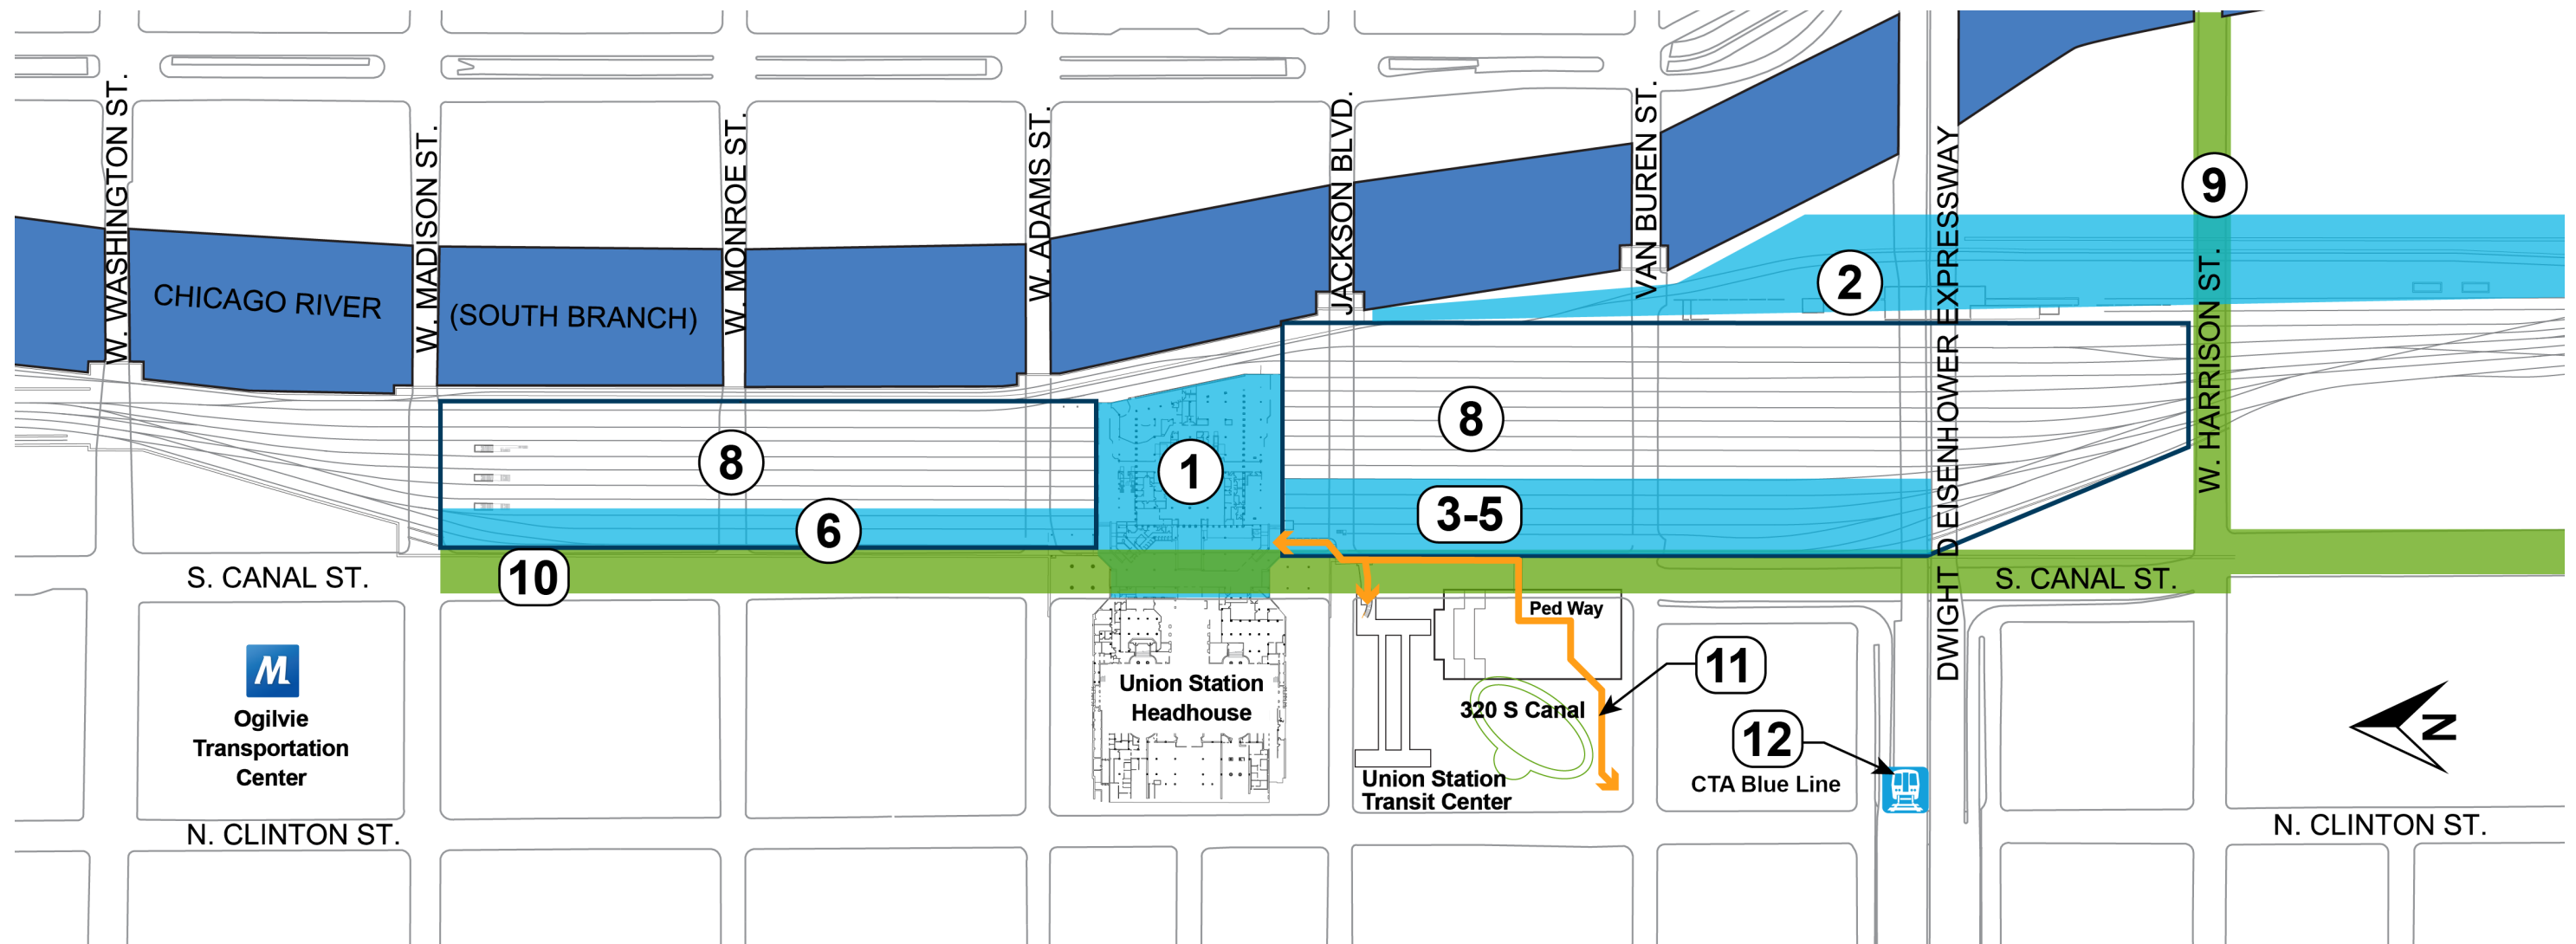 W. WASHINGTON ST.
W. MADISON ST.
W. MONROE ST.
W. ADAMS ST.
JACKSON BLVD.
VAN BUREN ST.
DWIGHT D EISENHOWER EXPRESSWAY
W. HARRISON ST.
9
2
CHICAGO RIVER
(SOUTH BRANCH)
8
8
1
6
3-5
10
S. CANAL ST.
S. CANAL ST.
Ped Way
11
M
Ogilvie
Transportation
Center
Union Station
Headhouse
320 S Canal
12
CTA Blue Line
Union Station
Transit Center
N
N. CLINTON ST.
N. CLINTON ST.